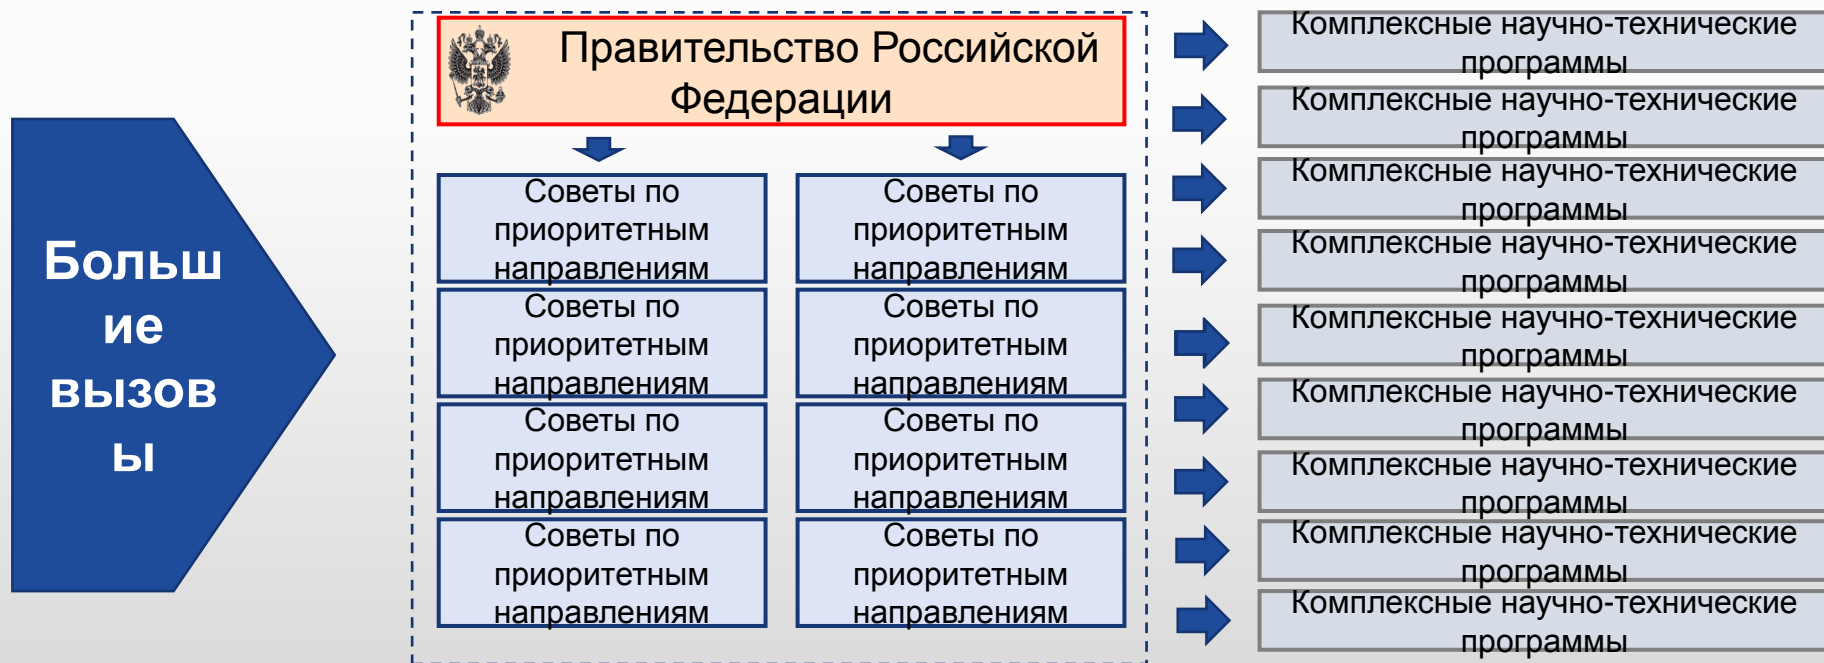 Больш
ие
вызов
ы
Правительство Российской
Федерации
Советы по
приоритетным
направлениям
Советы по
приоритетным
направлениям
Советы по
приоритетным
направлениям
Советы по
приоритетным
направлениям
Советы по
приоритетным
направлениям
Советы по
приоритетным
направлениям
Советы по
приоритетным
направлениям
Советы по
приоритетным
направлениям
Комплексные научно-технические
программы
Комплексные научно-технические
программы
Комплексные научно-технические
программы
Комплексные научно-технические
программы
Комплексные научно-технические
программы
Комплексные научно-технические
программы
Комплексные научно-технические
программы
Комплексные научно-технические
программы
Комплексные научно-технические
программы